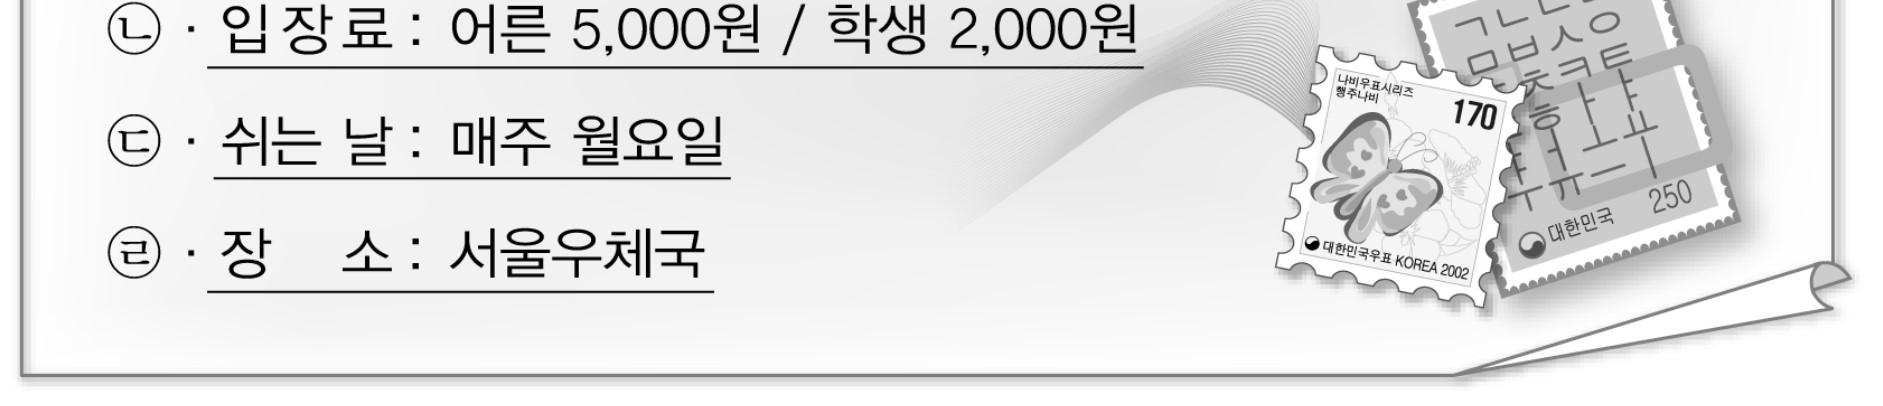 ㉡ · 입장료 : 어른 5,000원 / 학생 2,000원
㉢ · 쉬는 날 : 매주 월요일
㉣ · 장 소 : 서울우체국
나비우표시리즈
행주나비
170
대한민국우표 KOREA 2002
대한민국 250